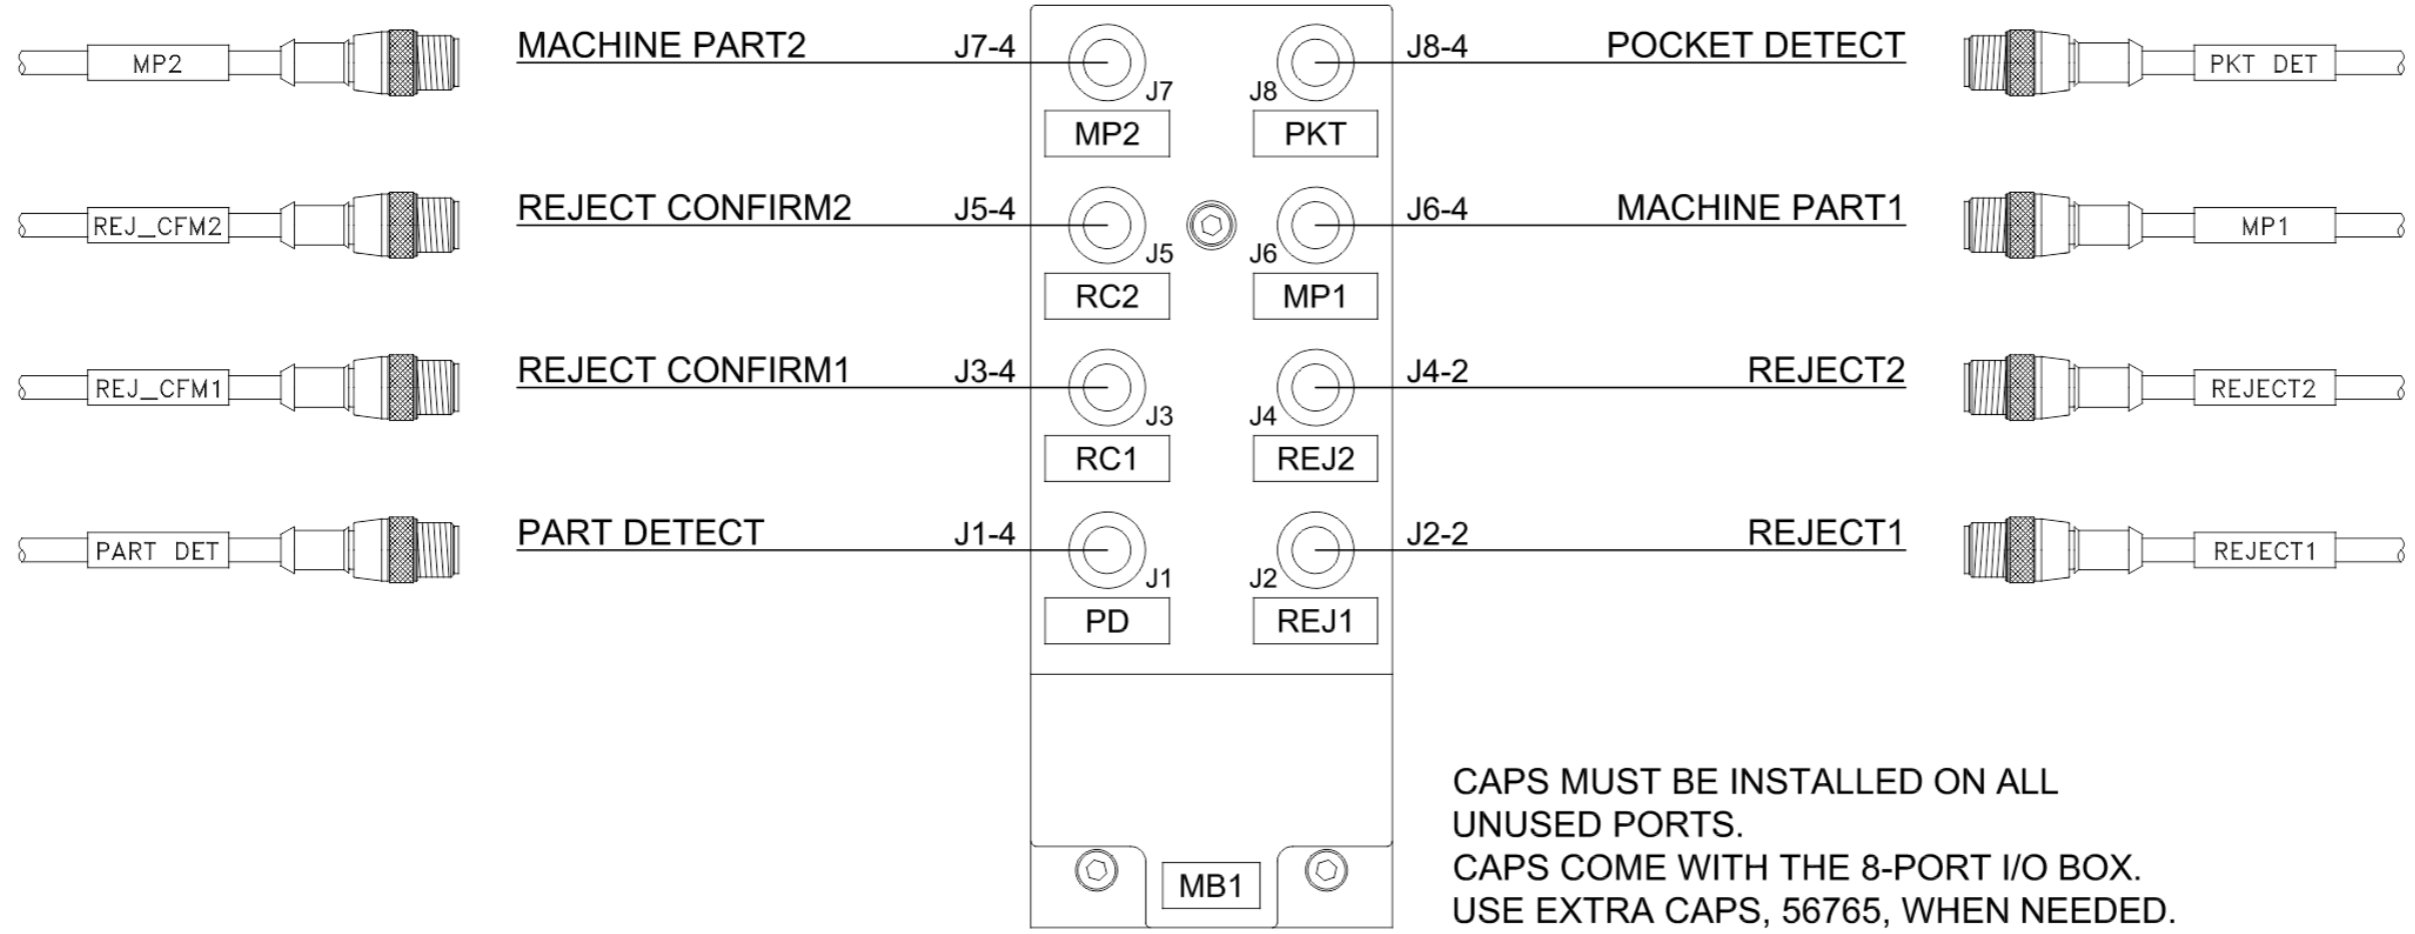 MP2 MACHINE PART2 J7-4 J8-4 POCKET DETECT PKT DET
J7 J8
MP2 PKT
REJ_CFM2 REJECT CONFIRM2 J5-4 J6-4 MACHINE PART1 MP1
J5 J6
RC2 MP1
REJ_CFM1 REJECT CONFIRM1 J3-4 J4-2 REJECT2 REJECT2
J3 J4
RC1 REJ2
PART DET PART DETECT J1-4 J2-2 REJECT1 REJECT1
J1 J2
PD REJ1
CAPS MUST BE INSTALLED ON ALL
UNUSED PORTS.
CAPS COME WITH THE 8-PORT I/O BOX.
MB1
USE EXTRA CAPS, 56765, WHEN NEEDED.